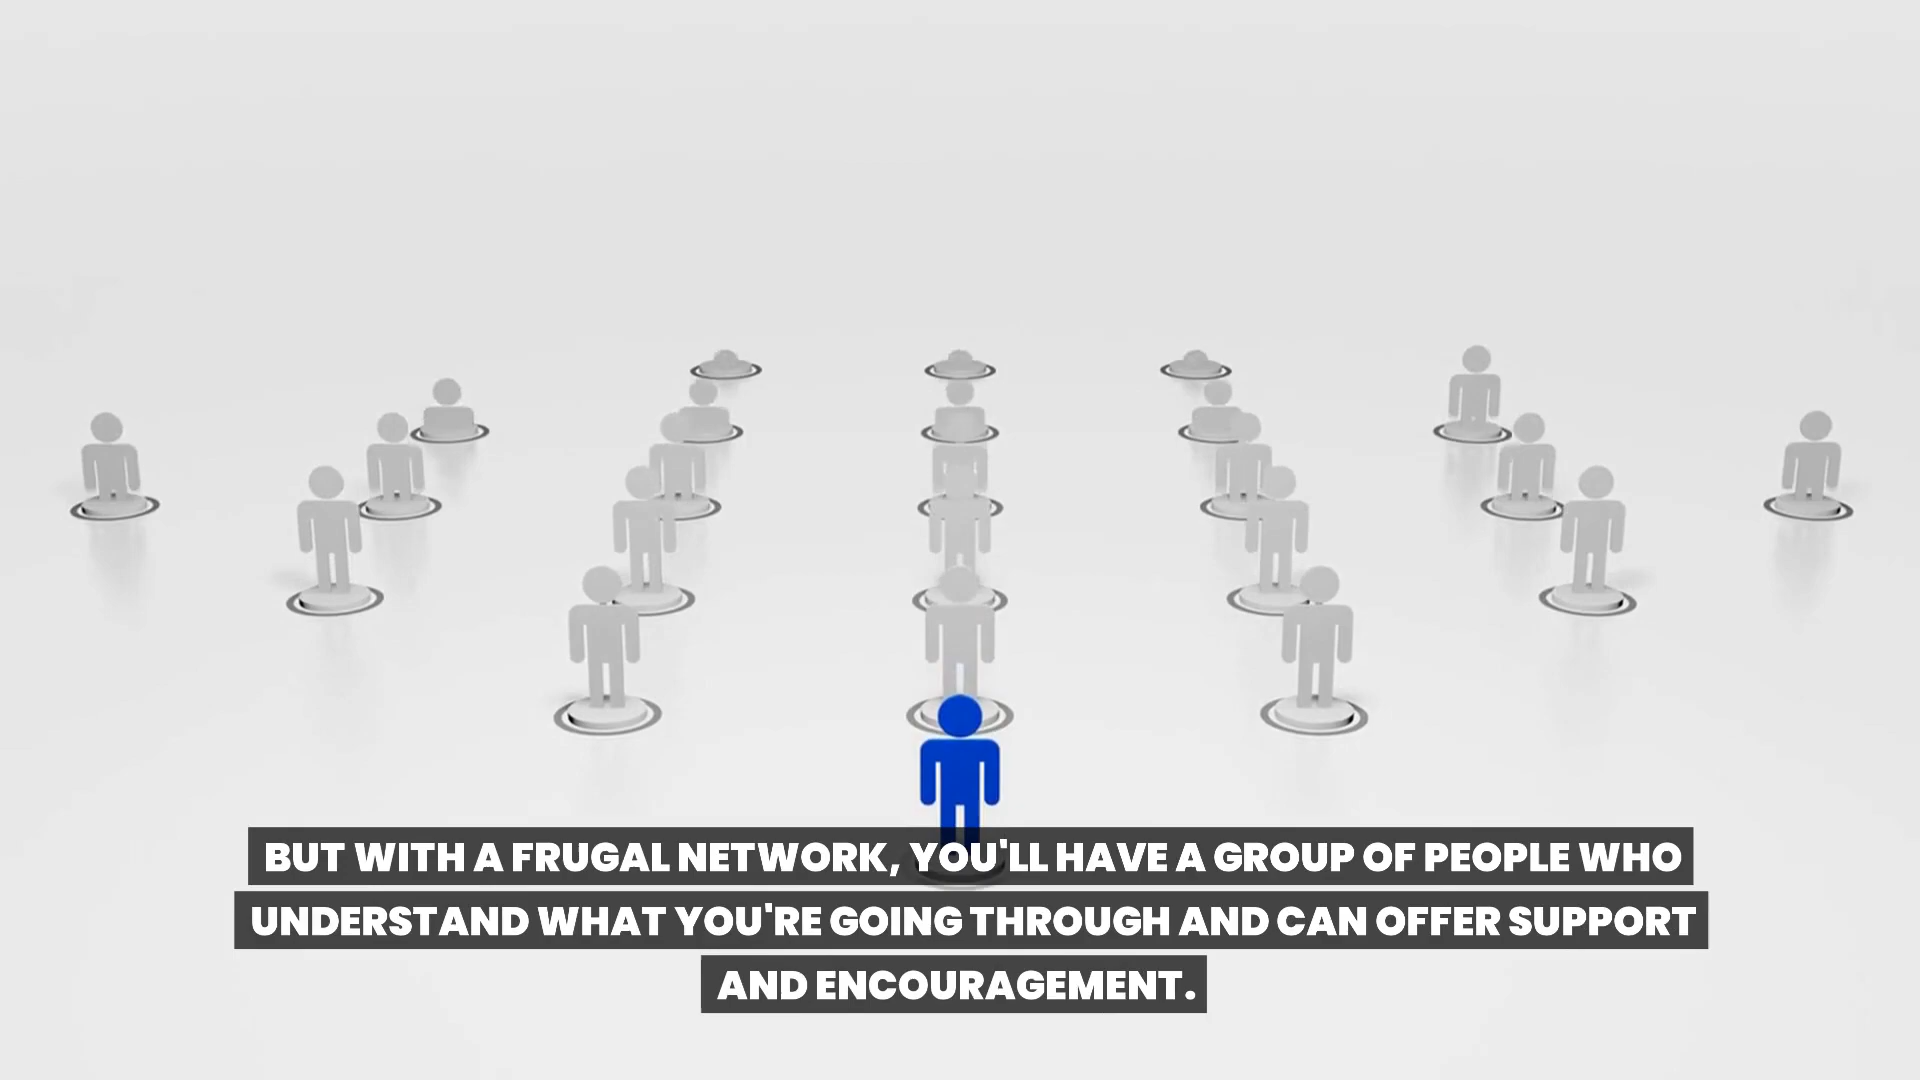 BUT WITH A FRUGAL NETWORK, YOU'LL HAVE A GROUP OF PEOPLE WHO
UNDERSTAND WHAT YOU'RE GOING THROUGH AND CAN OFFER SUPPORT
AND ENCOURAGEMENT.